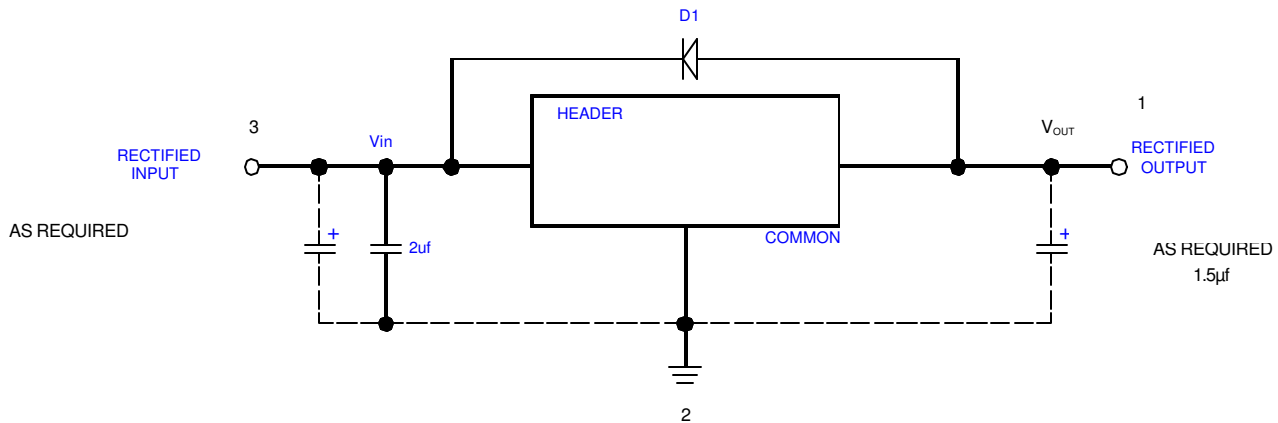 D1
HEADER
1
3
Vin
VOUT
RECTIFIED
INPUT
RECTIFIED
OUTPUT
AS REQUIRED
+
2uf
COMMON
+
AS REQUIRED
1.5µf
2